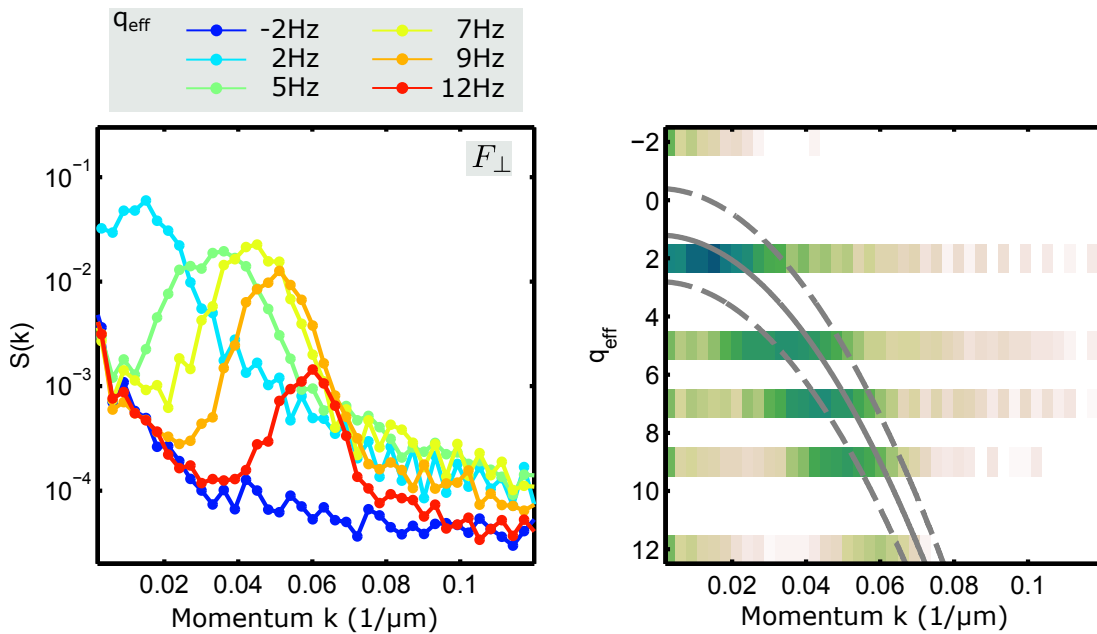 q_eff
-2Hz 7Hz
2Hz 9Hz
5Hz 12Hz
F_⊥
S(k)
10⁻¹
10⁻²
10⁻³
10⁻⁴
0.02 0.04 0.06 0.08 0.1
Momentum k (1/μm)
q_eff
−2
0
2
4
6
8
10
12
0.02 0.04 0.06 0.08 0.1
Momentum k (1/μm)